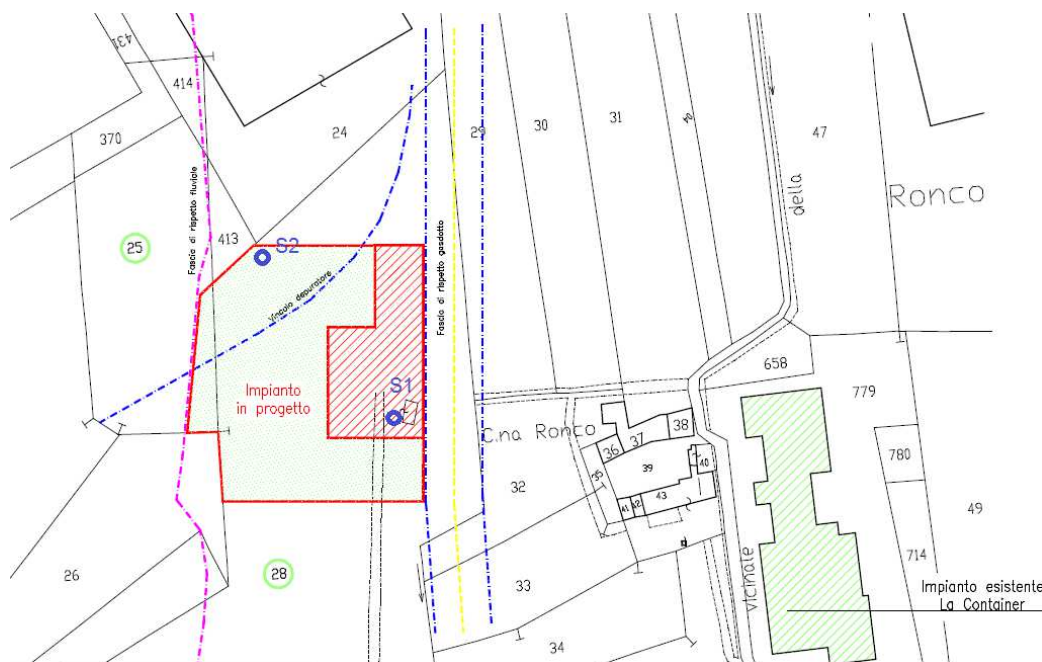 431
414
370
24
29
30
31
40
47
della
Ronco
Fascia di rispetto fluviale
25
413
S2
Vincolo depuratore
Fascia di rispetto gasdotto
658
779
Impianto
in progetto
S1
C.na Ronco
38
37
36
35
39
40
780
32
43
41
42
49
26
28
33
vicinale
714
Impianto esistente
La Container
34